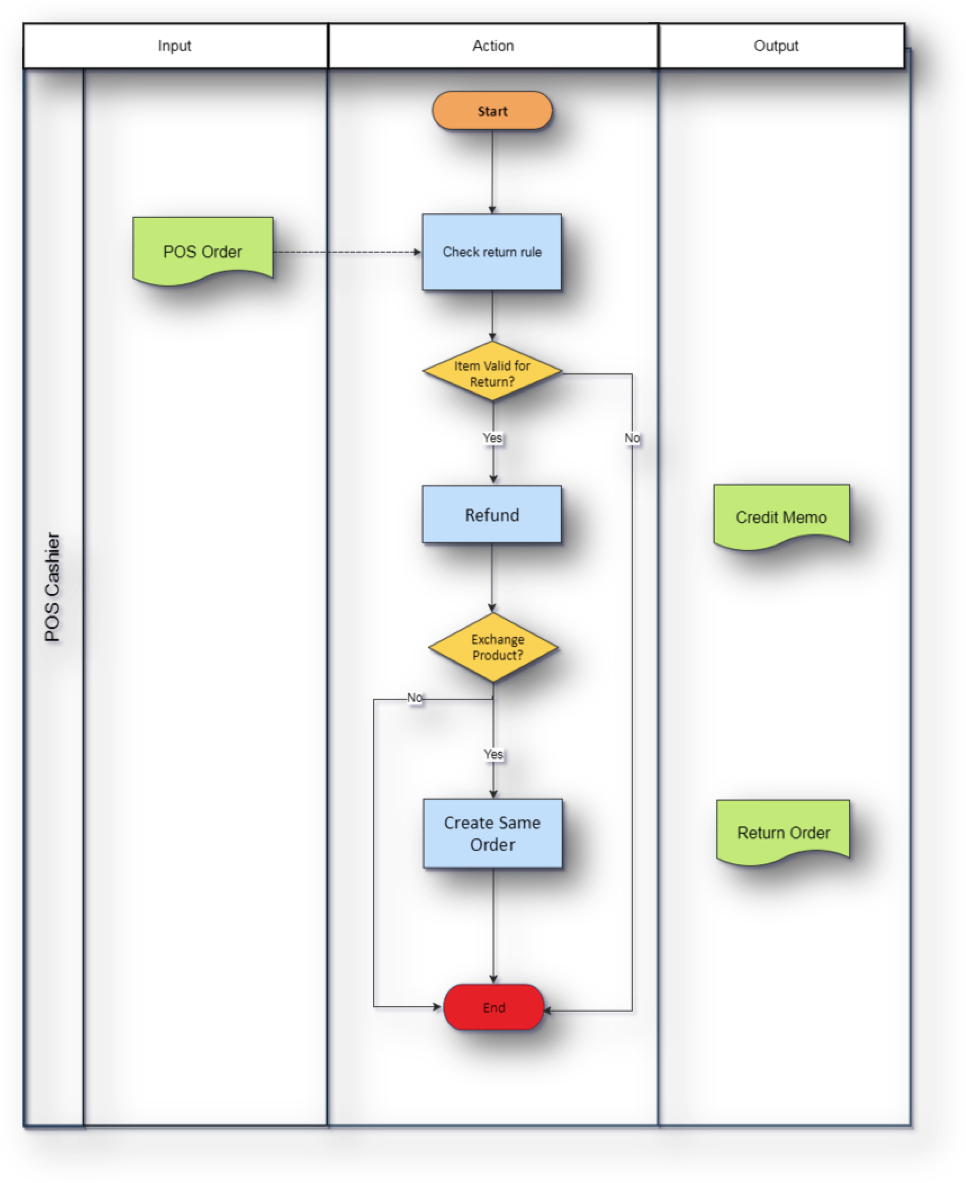 Input
Action
Output
Start
POS Order
Check return rule
Item Valid for
Return?
Yes
No
Refund
Credit Memo
POS Cashier
Exchange
Product?
No
Yes
Create Same
Order
Return Order
End